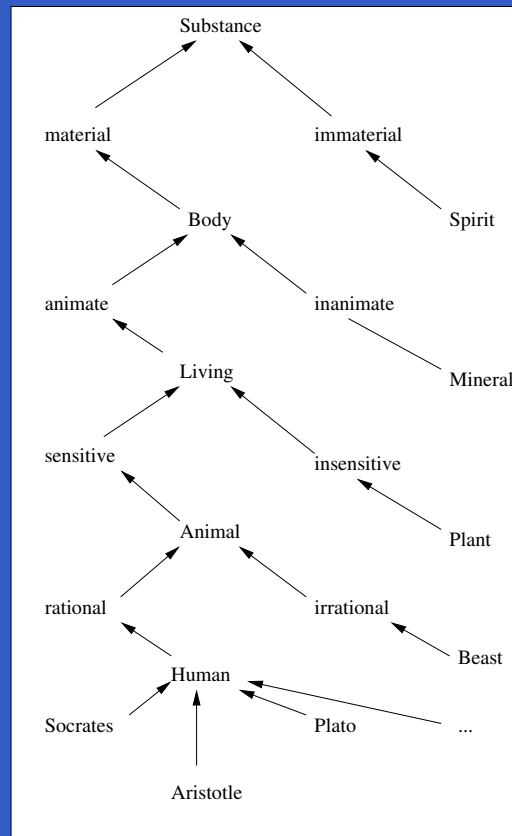 Substance
material immaterial
Body Spirit
animate inanimate
Living Mineral
sensitive insensitive
Animal Plant
rational irrational
Beast
Human
Socrates Plato ...
Aristotle